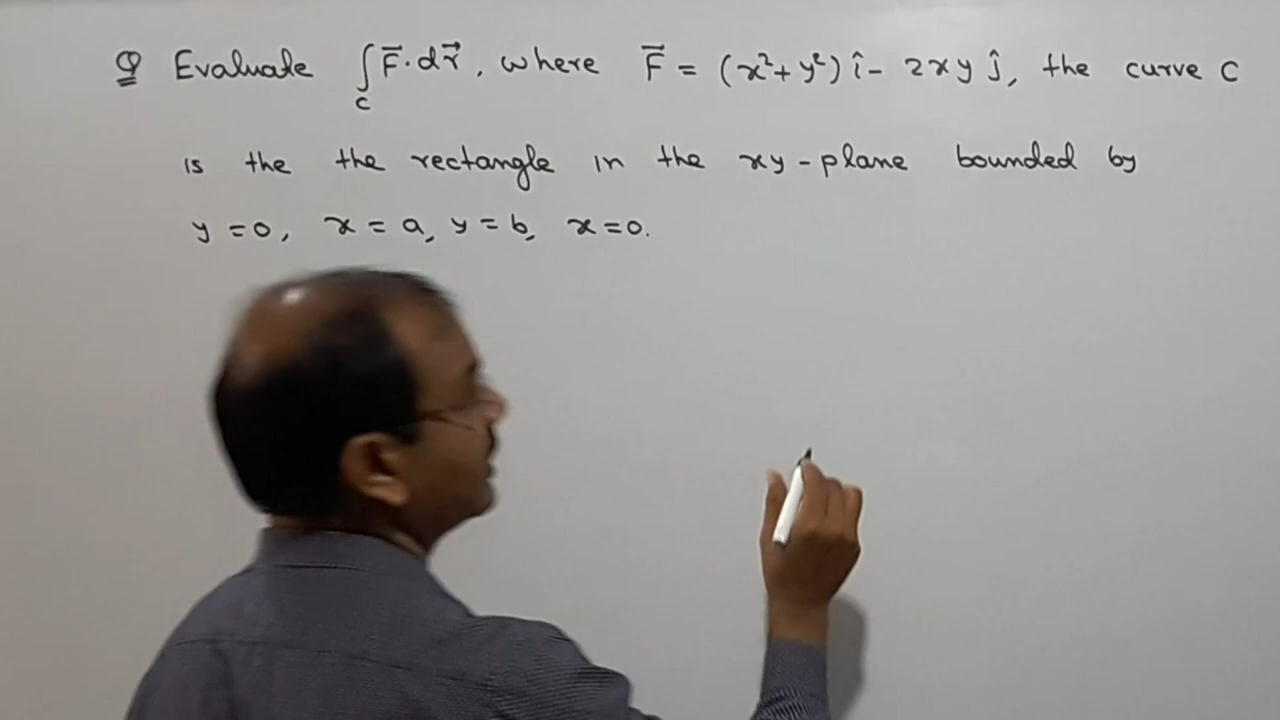 Q Evaluate ∫_C F⃗·dr⃗, where F⃗ = (x²+y²) î - 2xy ĵ, the curve C
is the the rectangle in the xy-plane bounded by
y=0, x=a, y=b, x=0.